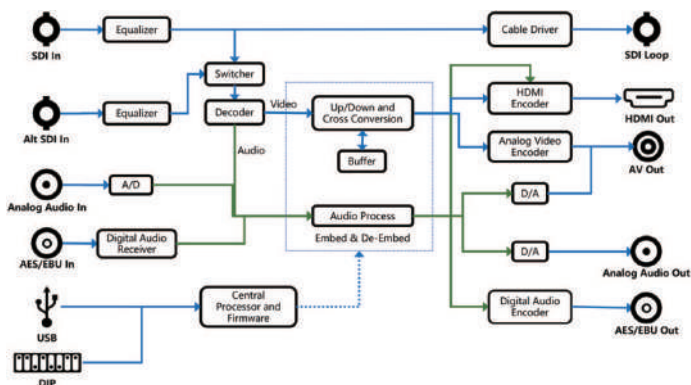 SDI In
Equalizer
Cable Driver
SDI Loop
Switcher
Alt SDI In
Equalizer
Decoder
Video
Audio
Up/Down and
Cross Conversion
Buffer
HDMI
Encoder
HDMI Out
Analog Video
Encoder
AV Out
Analog Audio In
A/D
Audio Process
Embed & De-Embed
D/A
D/A
Analog Audio Out
AES/EBU In
Digital Audio
Receiver
Digital Audio
Encoder
AES/EBU Out
USB
Central
Processor and
Firmware
DIP